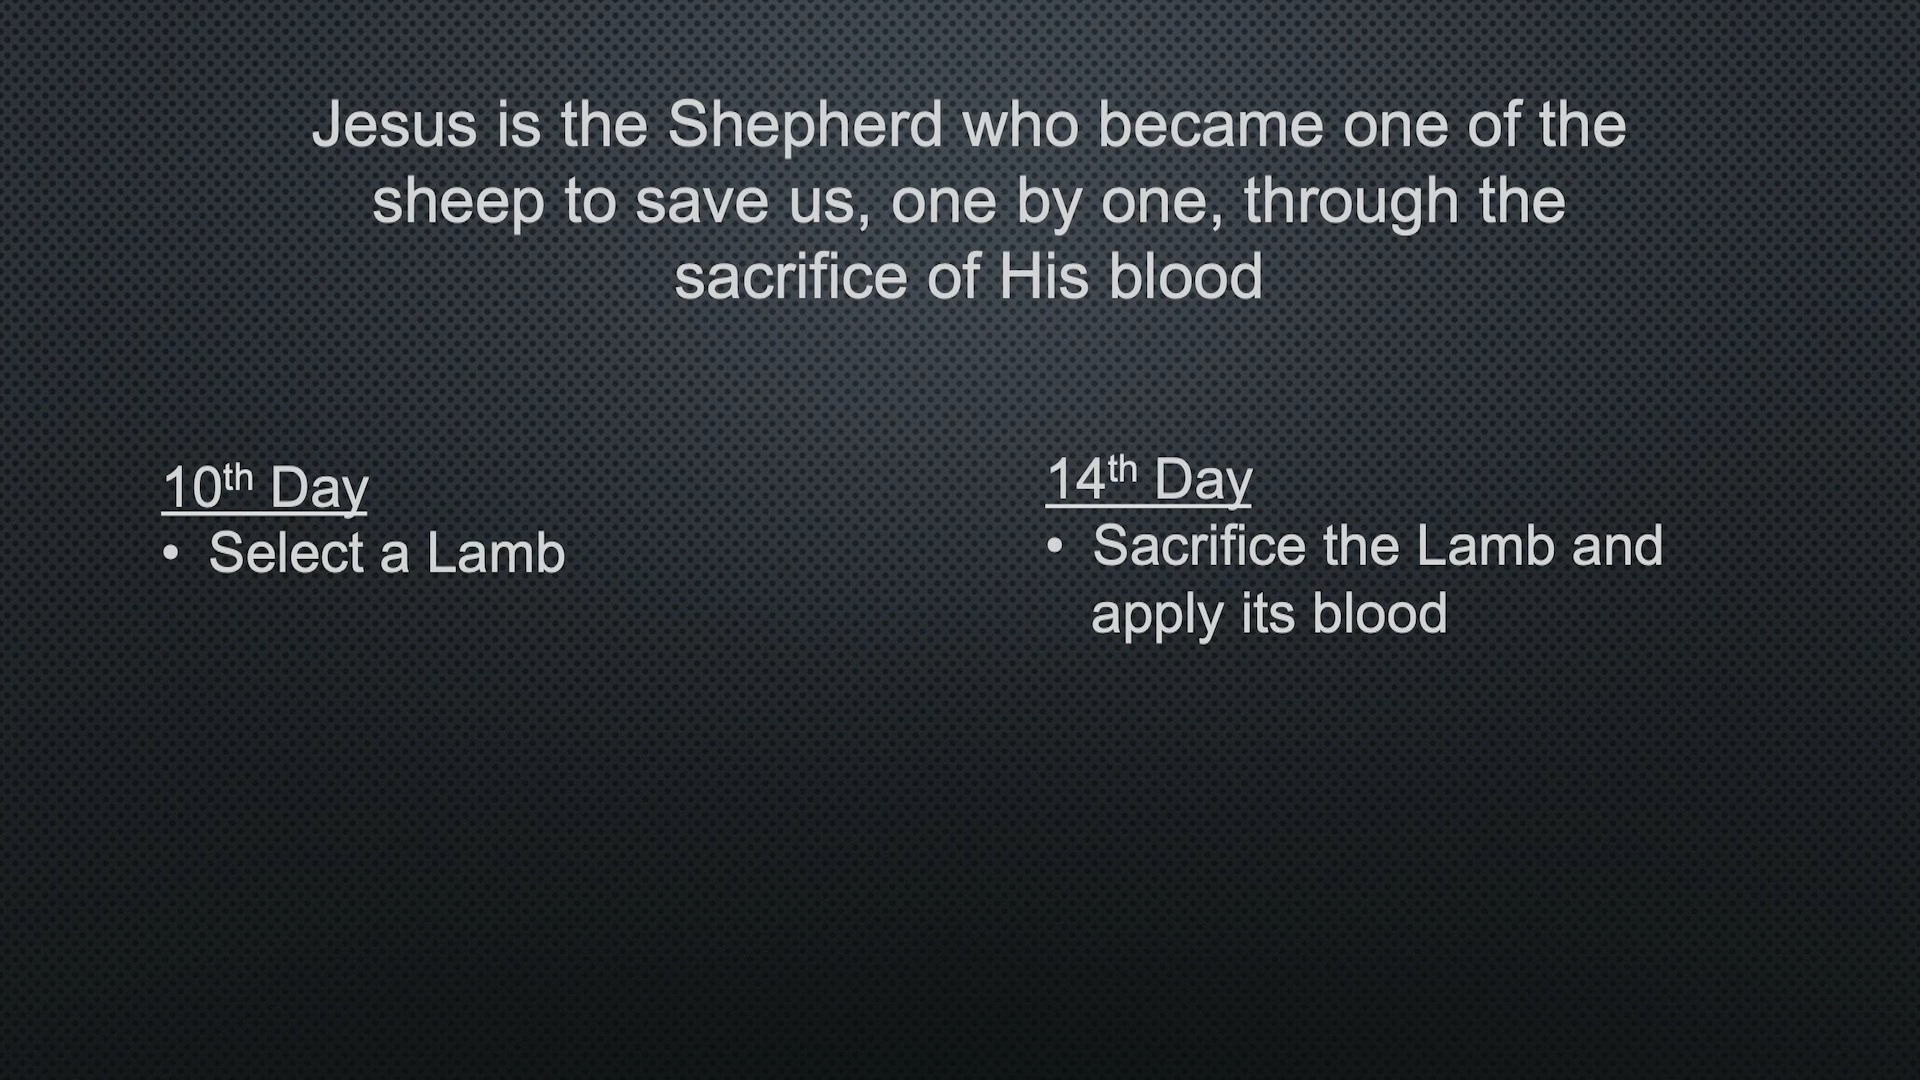 Jesus is the Shepherd who became one of the
sheep to save us, one by one, through the
sacrifice of His blood
10th Day
• Select a Lamb
14th Day
• Sacrifice the Lamb and
apply its blood